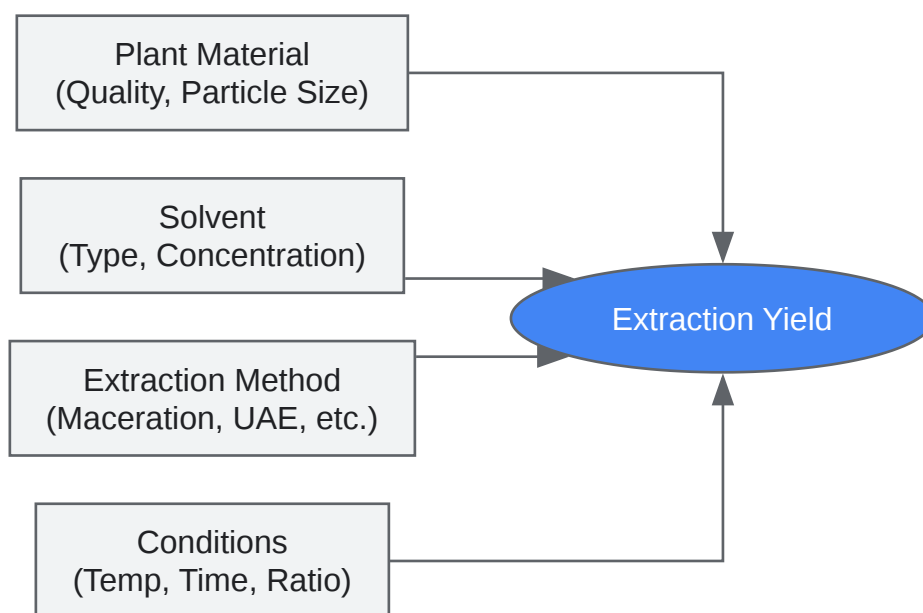 Plant Material
(Quality, Particle Size)
Solvent
(Type, Concentration)
Extraction Yield
Extraction Method
(Maceration, UAE, etc.)
Conditions
(Temp, Time, Ratio)